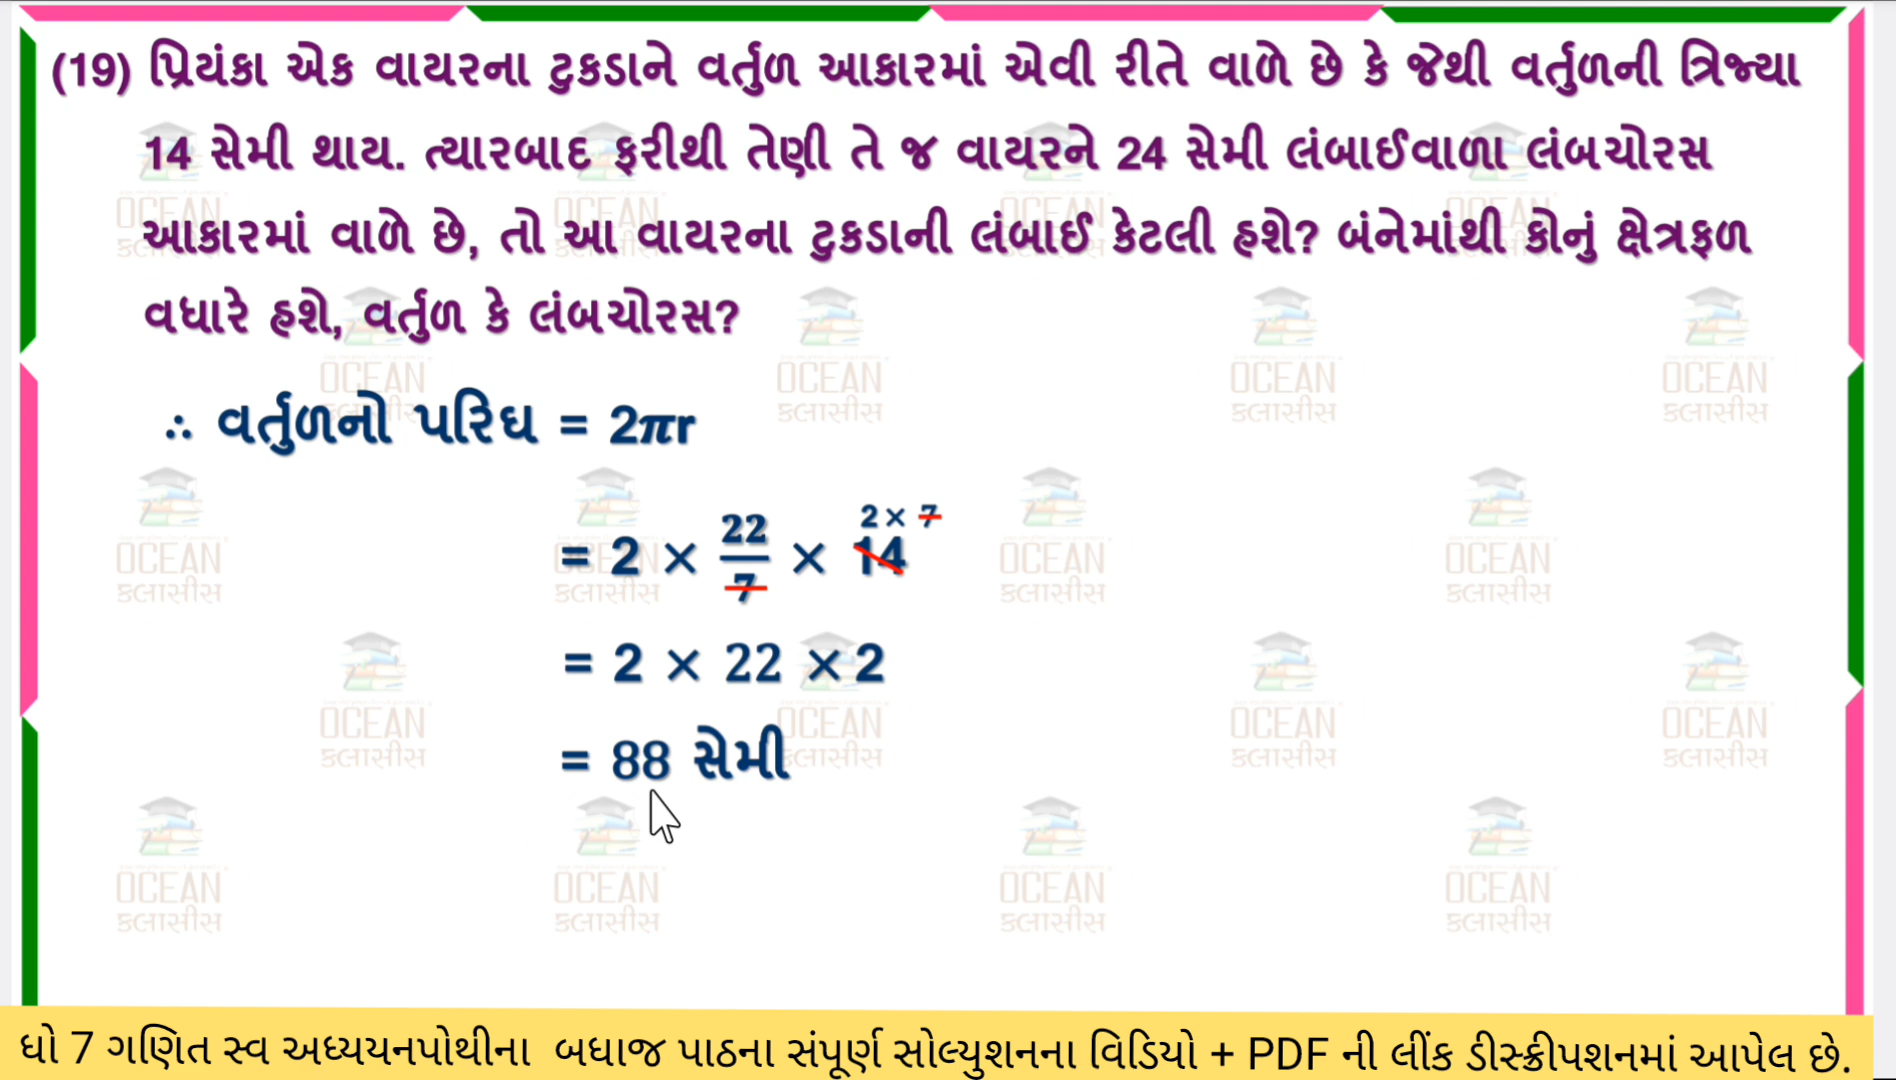 (19) પ્રિયંકા એક વાયરના ટુકડાને વર્તુળ આકારમાં એવી રીતે વાળે છે કે જેથી વર્તુળની ત્રિજ્યા
14 સેમી થાય. ત્યારબાદ ફરીથી તેણી તે જ વાયરને 24 સેમી લંબાઈવાળા લંબચોરસ
આકારમાં વાળે છે, તો આ વાયરના ટુકડાની લંબાઈ કેટલી હશે? બંનેમાંથી કોનું ક્ષેત્રફળ
વધારે હશે, વર્તુળ કે લંબચોરસ?
∴ વર્તુળનો પરિઘ = 2πr
2 × 7
= 2 × 22/7 × 14
= 2 × 22 × 2
= 88 સેમી
OCEAN
ક્લાસીસ
ધો 7 ગણિત સ્વ અધ્યયનપોથીના બધાજ પાઠના સંપૂર્ણ સોલ્યુશનના વિડિયો + PDF ની લીંક ડીસ્ક્રીપશનમાં આપેલ છે.